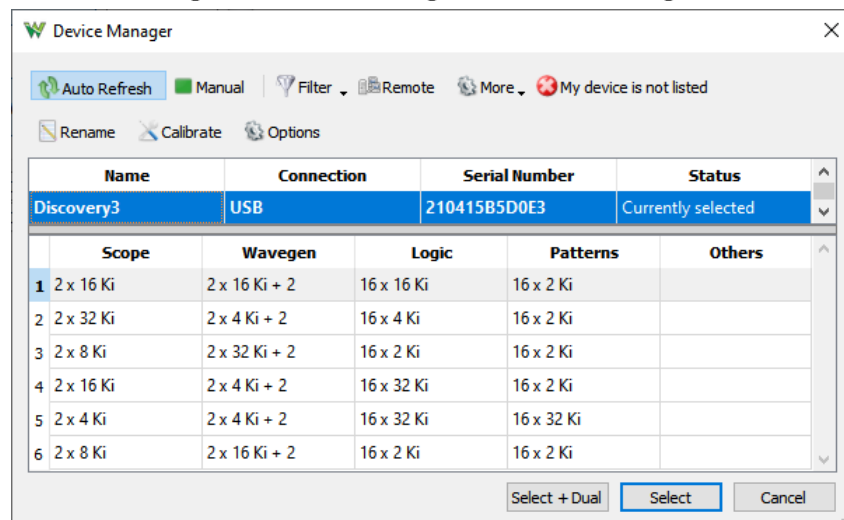 Device Manager
Auto Refresh Manual Filter Remote More My device is not listed
Rename Calibrate Options
Name Connection Serial Number Status
Discovery3 USB 210415B5D0E3 Currently selected
Scope Wavegen Logic Patterns Others
1 2 x 16 Ki 2 x 16 Ki + 2 16 x 16 Ki 16 x 2 Ki
2 2 x 32 Ki 2 x 4 Ki + 2 16 x 4 Ki 16 x 2 Ki
3 2 x 8 Ki 2 x 32 Ki + 2 16 x 2 Ki 16 x 2 Ki
4 2 x 16 Ki 2 x 4 Ki + 2 16 x 32 Ki 16 x 2 Ki
5 2 x 4 Ki 2 x 4 Ki + 2 16 x 32 Ki 16 x 32 Ki
6 2 x 8 Ki 2 x 16 Ki + 2 16 x 2 Ki 16 x 2 Ki
Select + Dual Select Cancel